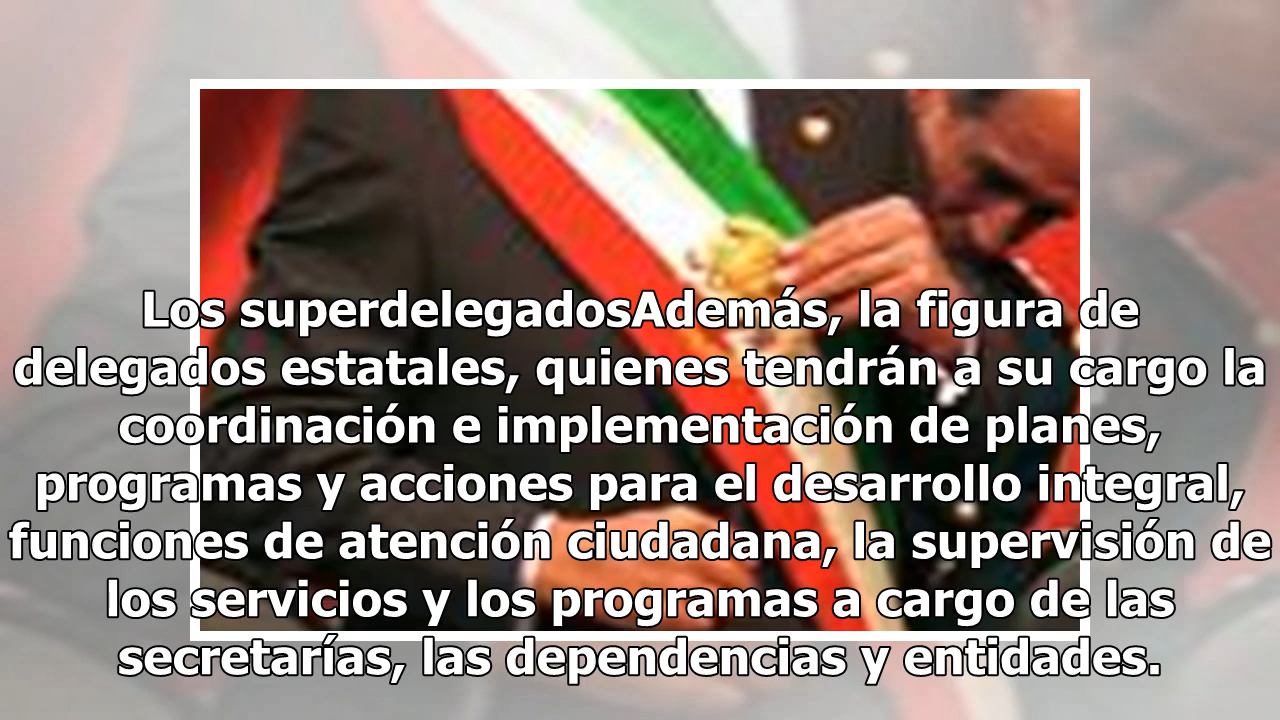 Los superdelegadosAdemás, la figura de
delegados estatales, quienes tendrán a su cargo la
coordinación e implementación de planes,
programas y acciones para el desarrollo integral,
funciones de atención ciudadana, la supervisión de
los servicios y los programas a cargo de las
secretarías, las dependencias y entidades.